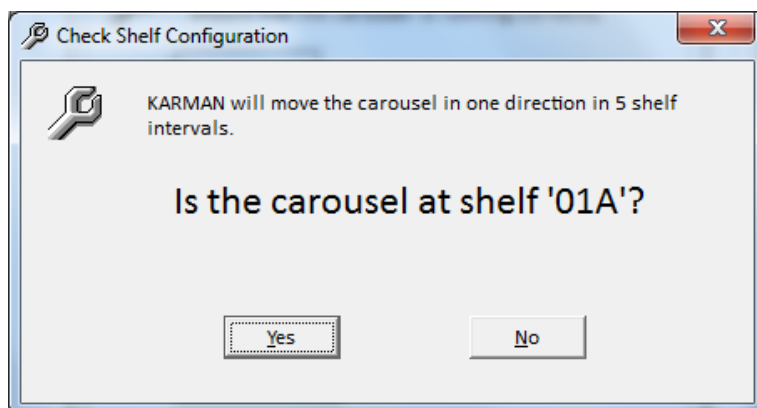 Check Shelf Configuration
KARMAN will move the carousel in one direction in 5 shelf
intervals.
Is the carousel at shelf '01A'?
Yes
No